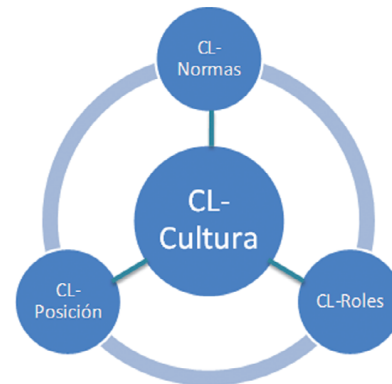 CL-
Normas
CL-
Cultura
CL-
Posición
CL-Roles